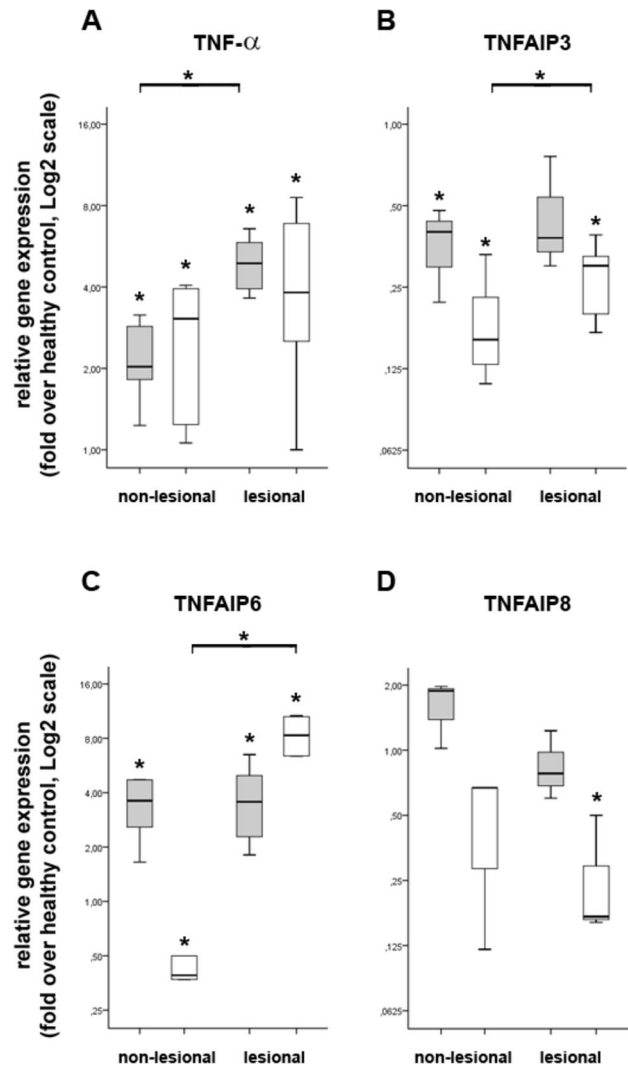 A
TNF-α
*
relative gene expression
(fold over healthy control, Log2 scale)
16,00
8,00
4,00
2,00
1,00
*
*
*
*
non-lesional
lesional
B
TNFAIP3
*
1,00
,50
,25
,125
,0625
*
*
*
non-lesional
lesional
C
TNFAIP6
*
relative gene expression
(fold over healthy control, Log2 scale)
16,00
8,00
4,00
2,00
1,00
,50
,25
*
*
*
*
non-lesional
lesional
D
TNFAIP8
2,00
1,00
,50
,25
,125
,0625
*
non-lesional
lesional